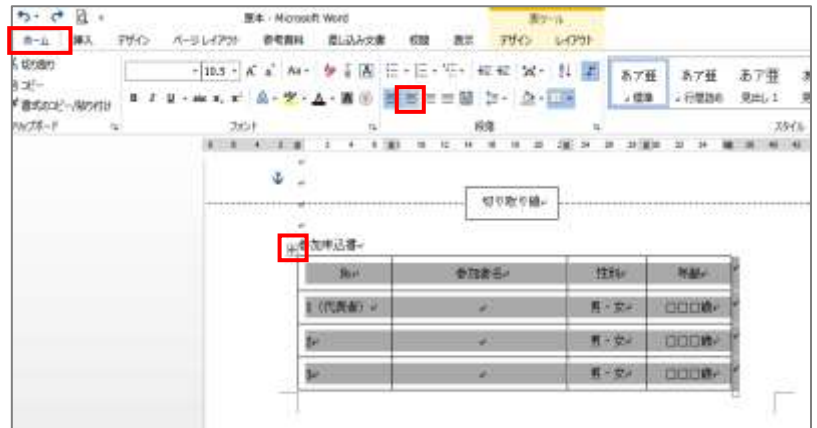 原本 - Microsoft Word
表ツール
ホーム 挿入 デザイン ページ レイアウト 参考資料 差し込み文書 校閲 表示 デザイン レイアウト
切り取り
コピー
書式のコピー/貼り付け
10.5
あア亜 あア亜 あア亜
標準 行間詰め 見出し 1
クリップボード フォント 段落 スタイル
切り取り線
参加申込書
No 参加者名 性別 年齢
1（代表者） 男・女 □□□歳
2 男・女 □□□歳
3 男・女 □□□歳